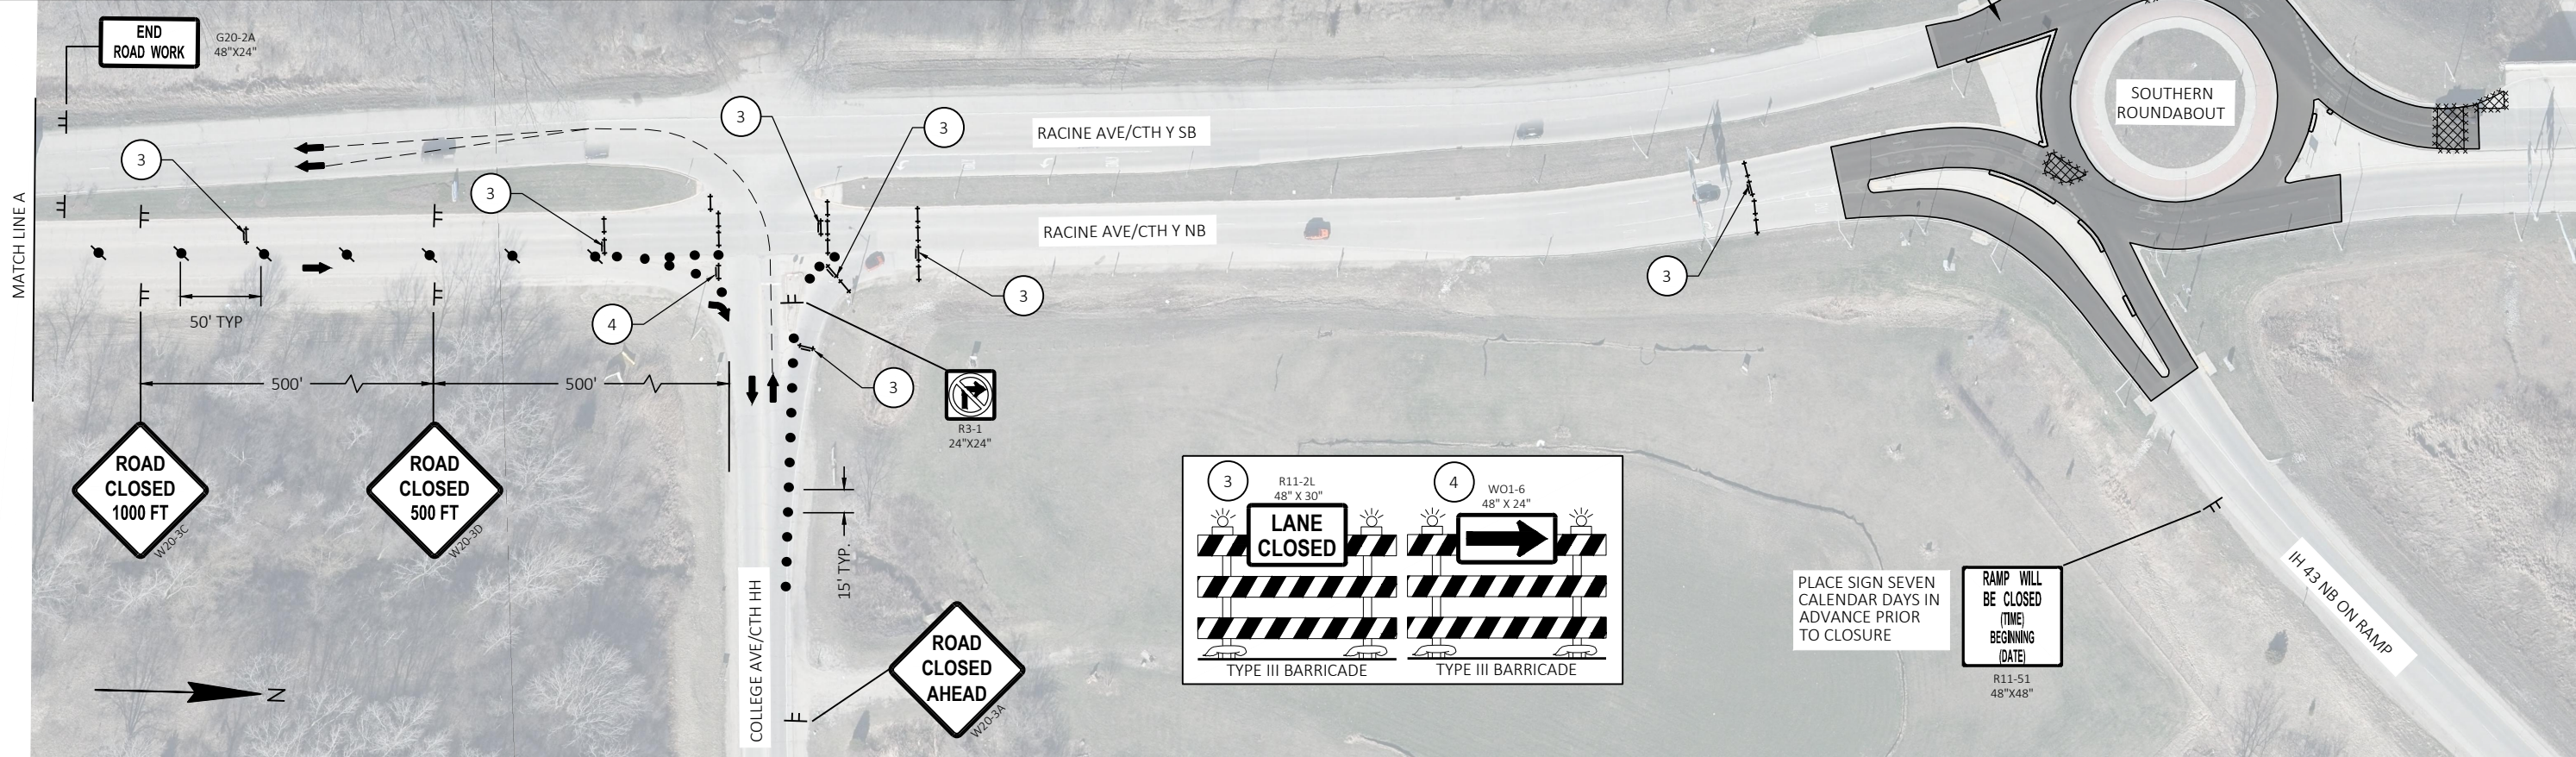 END
ROAD WORK
G20-2A
48"X24"
3
3
3
3
RACINE AVE/CTH Y SB
SOUTHERN
ROUNDABOUT
MATCH LINE A
RACINE AVE/CTH Y NB
50' TYP
4
3
3
500'
500'
3
R3-1
24"X24"
ROAD
CLOSED
1000 FT
W20-3C
ROAD
CLOSED
500 FT
W20-3D
15' TYP.
COLLEGE AVE/CTH HH
ROAD
CLOSED
AHEAD
W20-3A
N
3
R11-2L
48" X 30"
LANE
CLOSED
TYPE III BARRICADE
4
WO1-6
48" X 24"
TYPE III BARRICADE
PLACE SIGN SEVEN
CALENDAR DAYS IN
ADVANCE PRIOR
TO CLOSURE
RAMP WILL
BE CLOSED
(TIME)
BEGINNING
(DATE)
R11-51
48"X48"
IH 43 NB ON RAMP